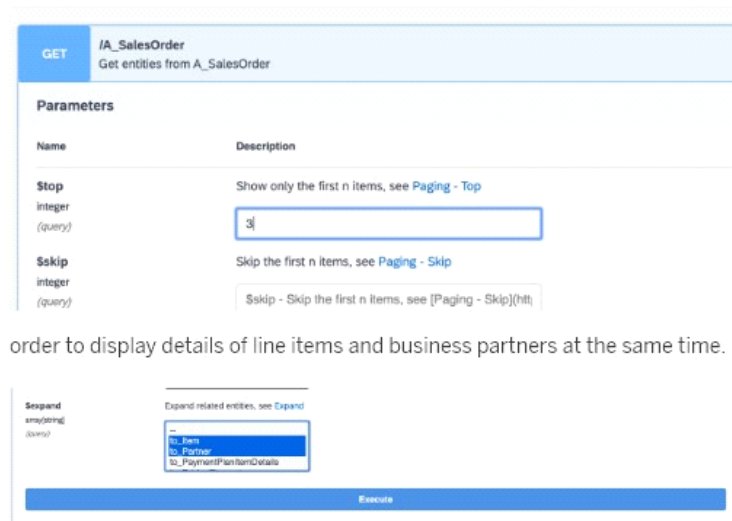 GET
/A_SalesOrder
Get entities from A_SalesOrder
Parameters
Name
Description
$top
integer
(query)
Show only the first n items, see Paging - Top
3
$skip
integer
(query)
Skip the first n items, see Paging - Skip
$skip - Skip the first n items, see [Paging - Skip](htt
order to display details of line items and business partners at the same time.
$expand
array[string]
(query)
Expand related entities, see Expand
--
to_Item
to_Partner
to_PaymentPlanItemDetails
Execute